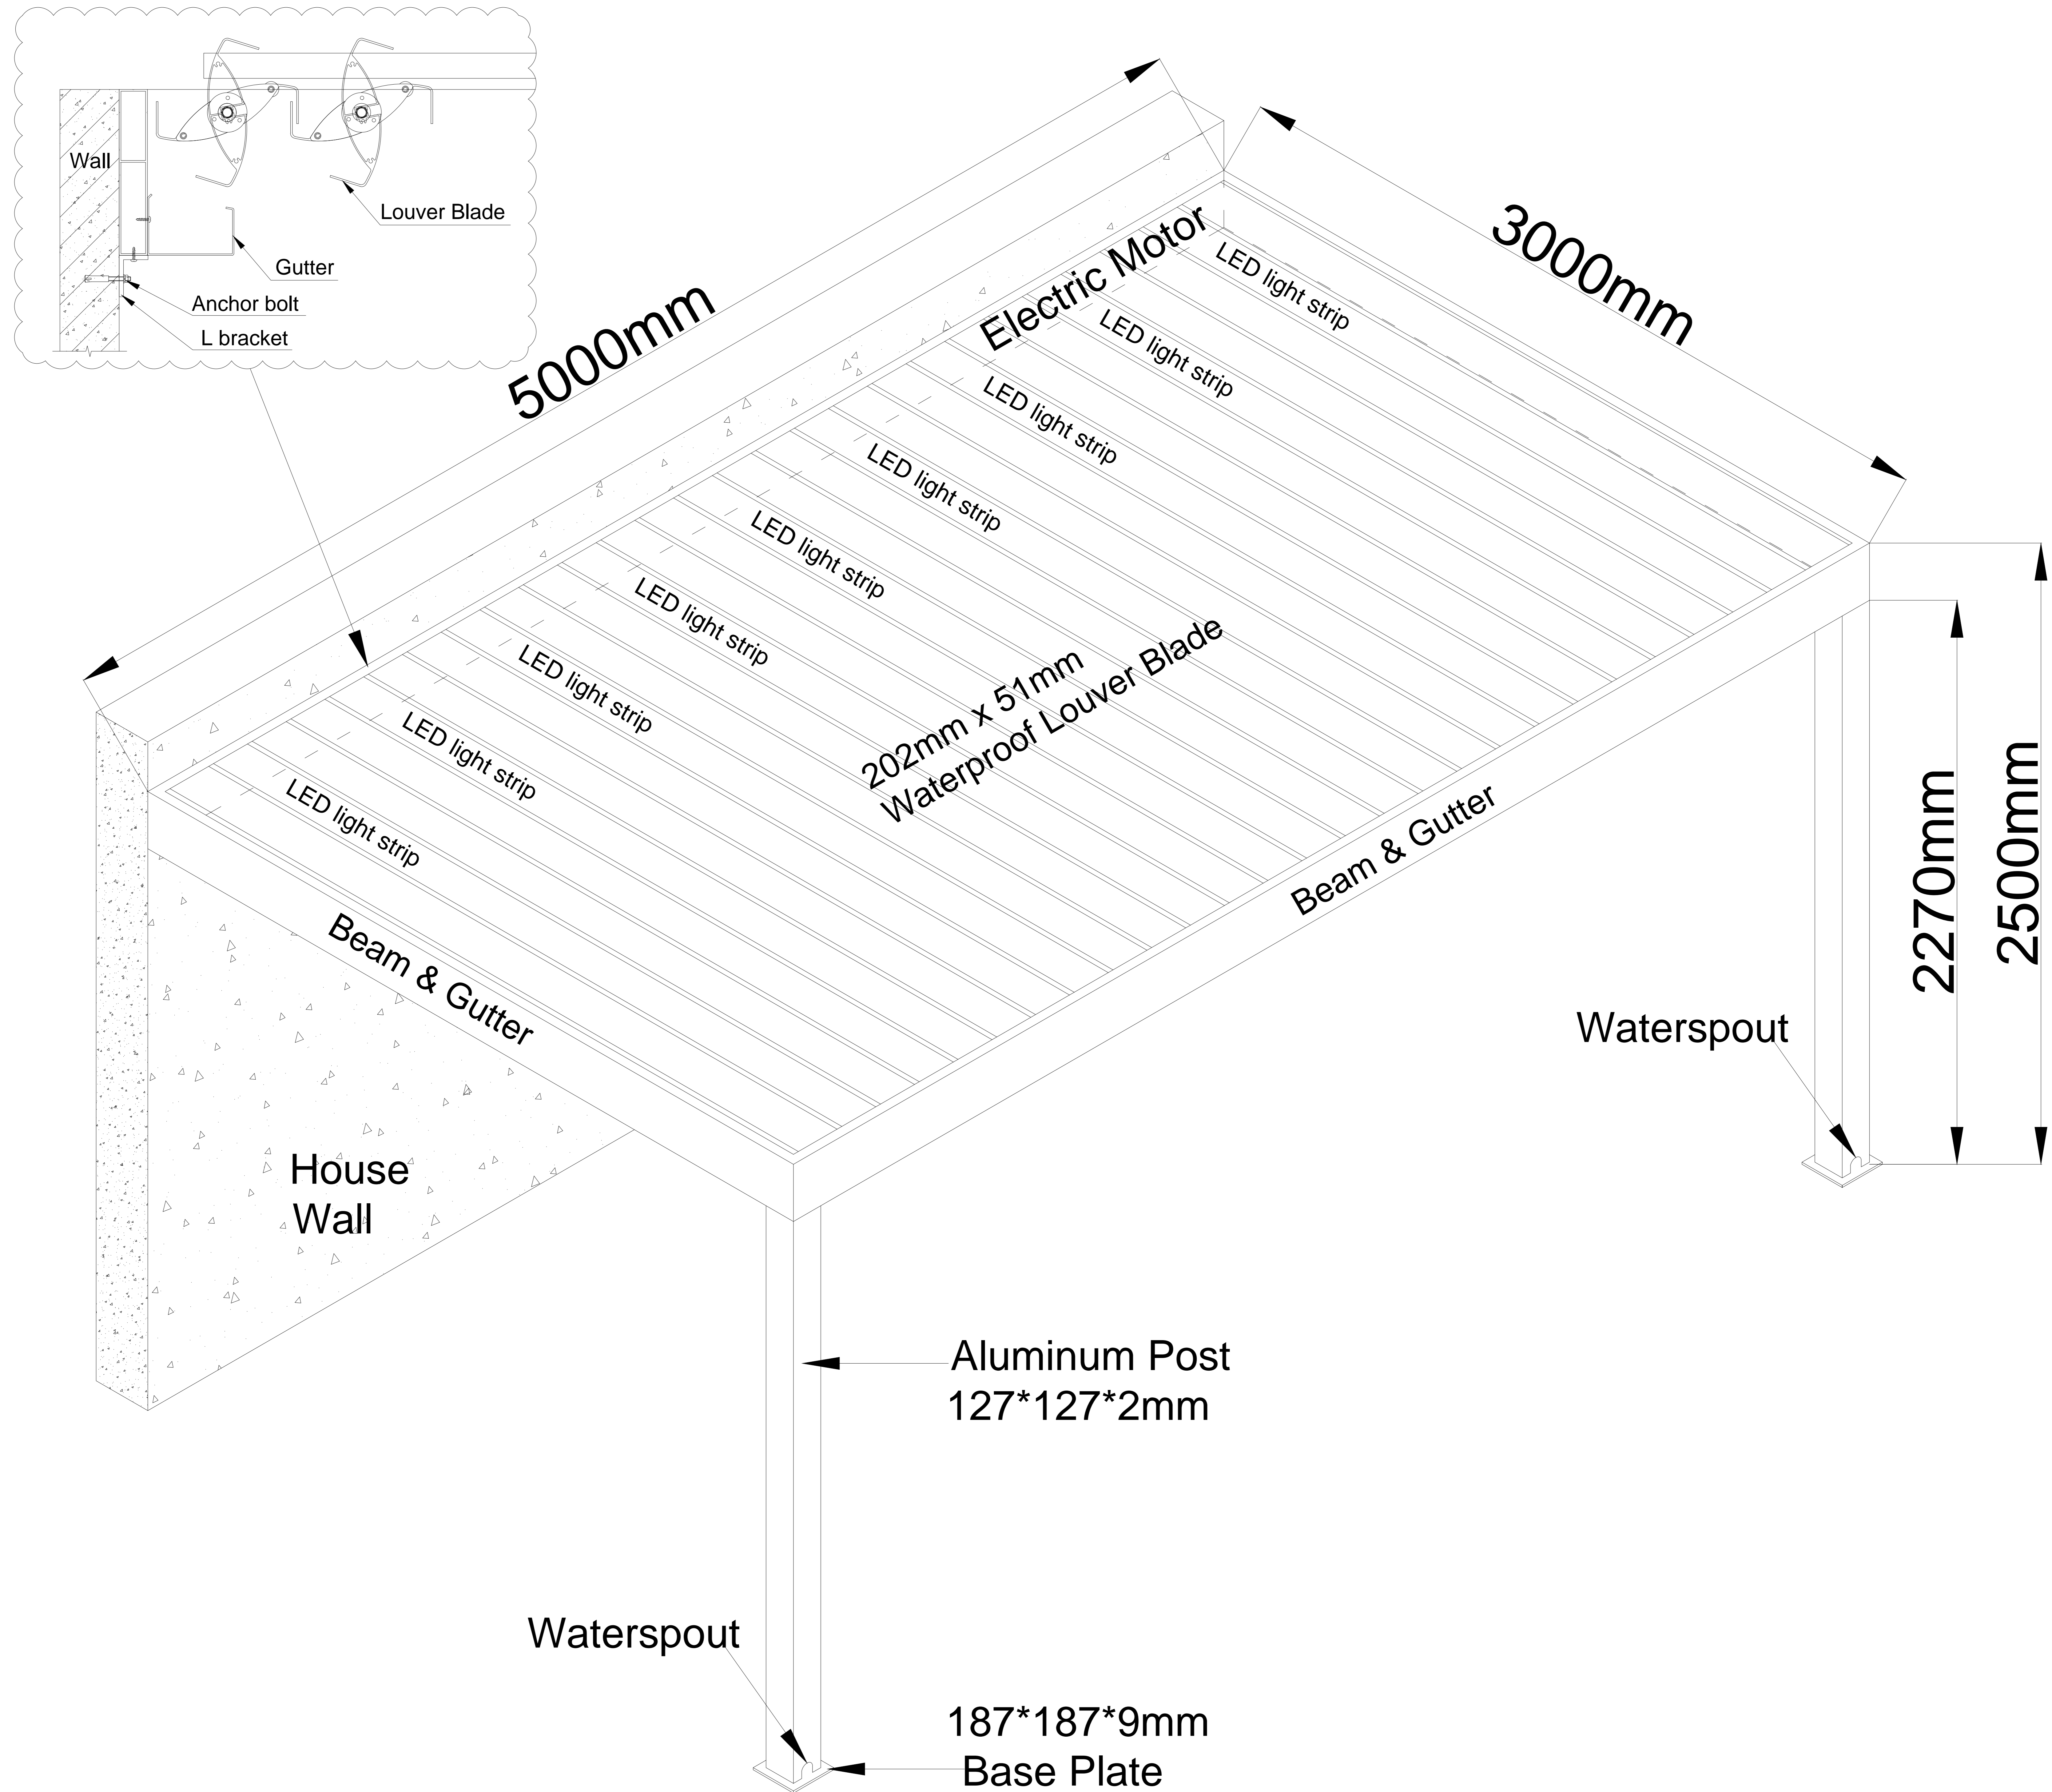 Wall
Louver Blade
Gutter
Anchor bolt
L bracket
5000mm
3000mm
Electric Motor
LED light strip
LED light strip
LED light strip
LED light strip
LED light strip
LED light strip
LED light strip
LED light strip
LED light strip
202mm x 51mm
Waterproof Louver Blade
Beam & Gutter
Beam & Gutter
2270mm
2500mm
Waterspout
House
Wall
Aluminum Post
127*127*2mm
Waterspout
187*187*9mm
Base Plate